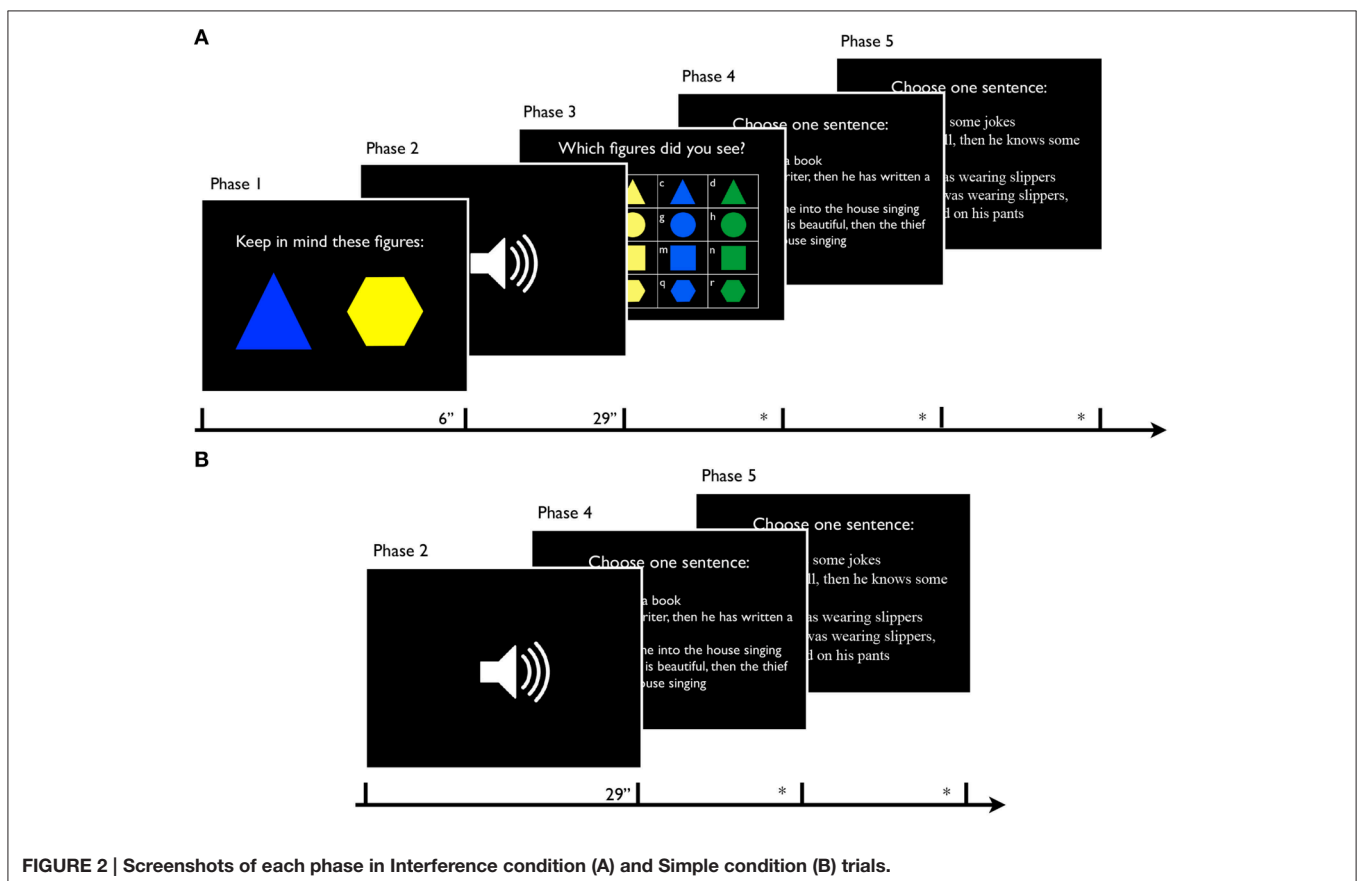 A
Phase 1
Keep in mind these figures:
Phase 2
Phase 3
Which figures did you see?
c
d
g
h
m
n
q
r
Phase 4
Choose one sentence:
a book
riter, then he has written a
ne into the house singing
is beautiful, then the thief
ouse singing
Phase 5
Choose one sentence:
some jokes
ll, then he knows some
as wearing slippers
was wearing slippers,
d on his pants
6” 29” * * *
B
Phase 2
Phase 4
Choose one sentence:
a book
riter, then he has written a
ne into the house singing
is beautiful, then the thief
ouse singing
Phase 5
Choose one sentence:
some jokes
ll, then he knows some
as wearing slippers
was wearing slippers,
d on his pants
29” * *
FIGURE 2 | Screenshots of each phase in Interference condition (A) and Simple condition (B) trials.